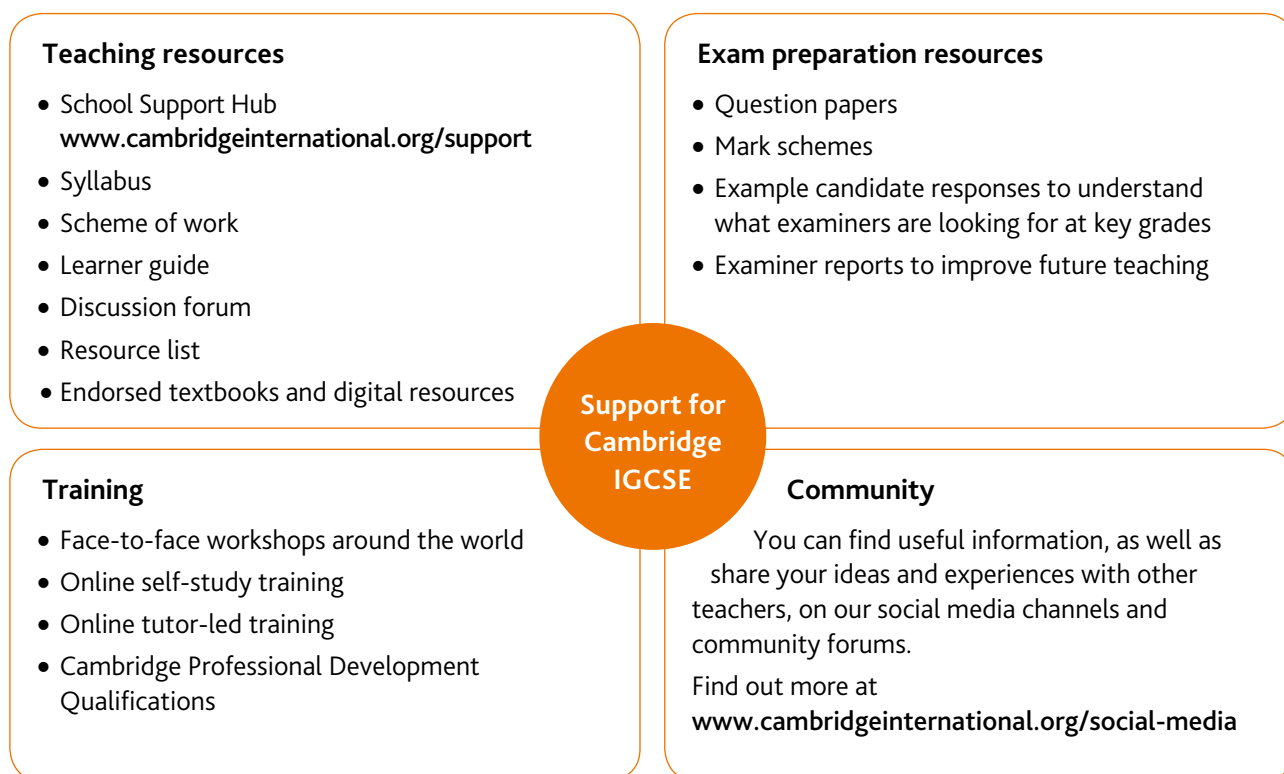 Teaching resources
• School Support Hub
www.cambridgeinternational.org/support
• Syllabus
• Scheme of work
• Learner guide
• Discussion forum
• Resource list
• Endorsed textbooks and digital resources
Exam preparation resources
• Question papers
• Mark schemes
• Example candidate responses to understand
what examiners are looking for at key grades
• Examiner reports to improve future teaching
Support for
Cambridge
IGCSE
Training
• Face-to-face workshops around the world
• Online self-study training
• Online tutor-led training
• Cambridge Professional Development
Qualifications
Community
You can find useful information, as well as
share your ideas and experiences with other
teachers, on our social media channels and
community forums.
Find out more at
www.cambridgeinternational.org/social-media